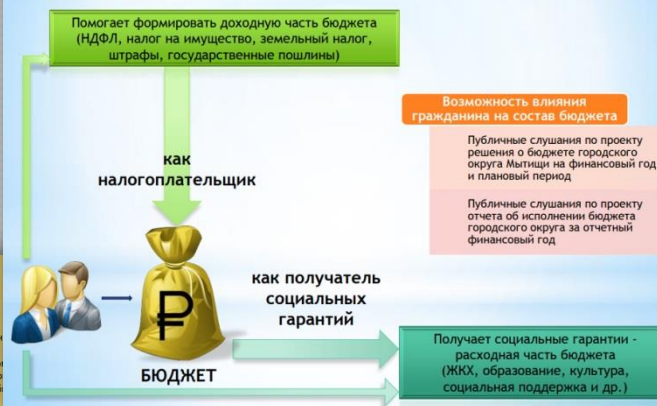 Помогает формировать доходную часть бюджета
(НДФЛ, налог на имущество, земельный налог,
штрафы, государственные пошлины)
Возможность влияния
гражданина на состав бюджета
Публичные слушания по проекту
решения о бюджете городского
округа Мытищи на финансовый год
и плановый период
Публичные слушания по проекту
отчета об исполнении бюджета
городского округа за отчетный
финансовый год
как
налогоплательщик
как получатель
социальных
гарантий
₽
БЮДЖЕТ
Получает социальные гарантии -
расходная часть бюджета
(ЖКХ, образование, культура,
социальная поддержка и др.)